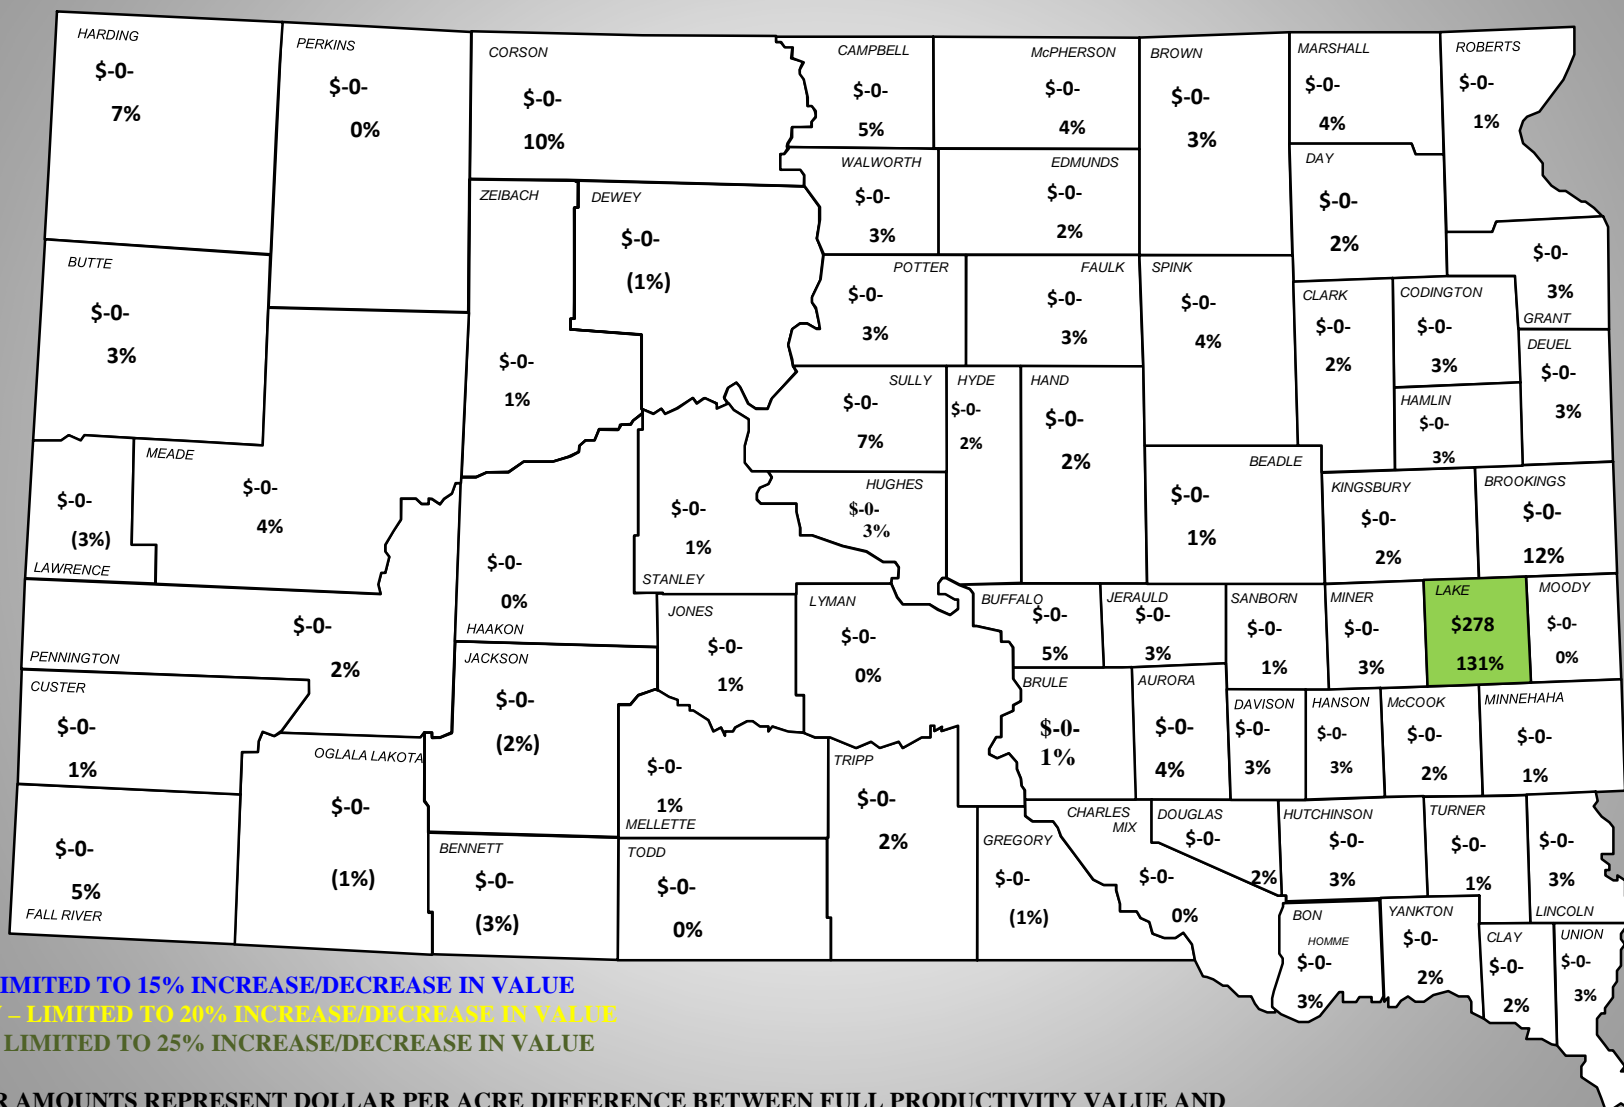 HARDING
$-0-
7%
PERKINS
$-0-
0%
CORSON
$-0-
10%
CAMPBELL
$-0-
5%
McPHERSON
$-0-
4%
BROWN
$-0-
3%
MARSHALL
$-0-
4%
ROBERTS
$-0-
1%
WALWORTH
$-0-
3%
EDMUNDS
$-0-
2%
DAY
$-0-
2%
ZEIBACH
$-0-
1%
DEWEY
$-0-
(1%)
BUTTE
$-0-
3%
POTTER
$-0-
3%
FAULK
$-0-
3%
SPINK
$-0-
4%
CLARK
$-0-
2%
CODINGTON
$-0-
3%
$-0-
3%
GRANT
DEUEL
$-0-
3%
HAMLIN
$-0-
3%
SULLY
$-0-
7%
HYDE
$-0-
2%
HAND
$-0-
2%
MEADE
$-0-
4%
$-0-
(3%)
LAWRENCE
HUGHES
$-0-
3%
BEADLE
$-0-
1%
KINGSBURY
$-0-
2%
BROOKINGS
$-0-
12%
$-0-
1%
STANLEY
$-0-
0%
HAAKON
$-0-
2%
PENNINGTON
JONES
$-0-
1%
LYMAN
$-0-
0%
BUFFALO
$-0-
5%
JERAULD
$-0-
3%
SANBORN
$-0-
1%
MINER
$-0-
3%
LAKE
$278
131%
MOODY
$-0-
0%
CUSTER
$-0-
1%
JACKSON
$-0-
(2%)
BRULE
$-0-
1%
AURORA
$-0-
4%
DAVISON
$-0-
3%
HANSON
$-0-
3%
McCOOK
$-0-
2%
MINNEHAHA
$-0-
1%
OGLALA LAKOTA
$-0-
(1%)
$-0-
1%
MELLETTE
TRIPP
$-0-
2%
$-0-
5%
FALL RIVER
BENNETT
$-0-
(3%)
TODD
$-0-
0%
GREGORY
$-0-
(1%)
CHARLES
MIX
$-0-
0%
DOUGLAS
$-0-
2%
HUTCHINSON
$-0-
3%
TURNER
$-0-
1%
$-0-
3%
LINCOLN
BON
HOMME
$-0-
3%
YANKTON
$-0-
2%
CLAY
$-0-
2%
UNION
$-0-
3%
IMITED TO 15% INCREASE/DECREASE IN VALUE
– LIMITED TO 20% INCREASE/DECREASE IN VALUE
LIMITED TO 25% INCREASE/DECREASE IN VALUE
R AMOUNTS REPRESENT DOLLAR PER ACRE DIFFERENCE BETWEEN FULL PRODUCTIVITY VALUE AND